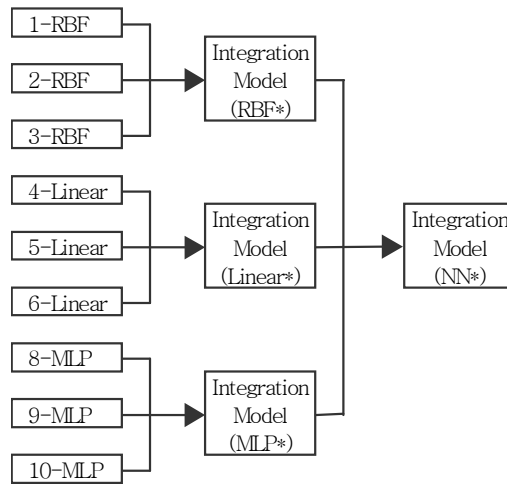 1-RBF
2-RBF
3-RBF
Integration
Model
(RBF*)
4-Linear
5-Linear
6-Linear
Integration
Model
(Linear*)
8-MLP
9-MLP
10-MLP
Integration
Model
(MLP*)
Integration
Model
(NN*)